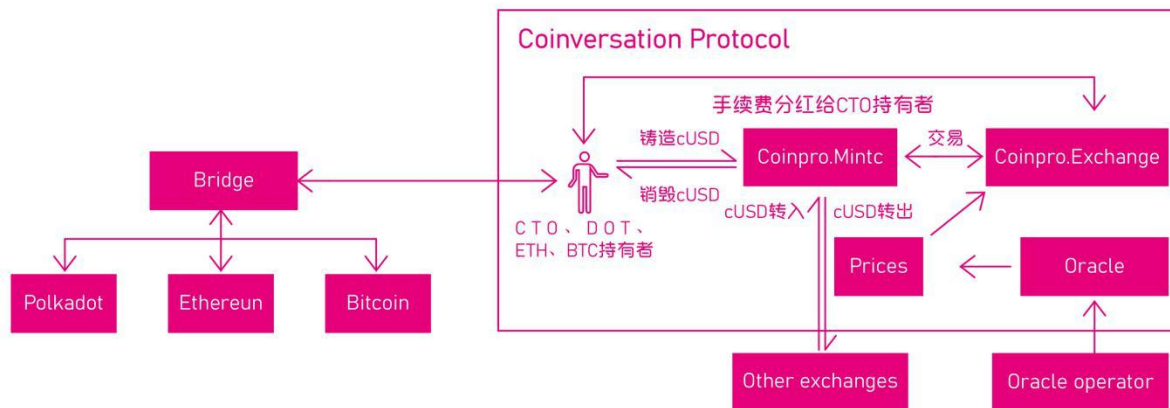 Coinversation Protocol
手续费分红给CTO持有者
铸造cUSD
Coinpro.Mintc
交易
Coinpro.Exchange
Bridge
销毁cUSD
cUSD转入
cUSD转出
CTO、DOT、
ETH、BTC持有者
Prices
Oracle
Polkadot
Ethereun
Bitcoin
Other exchanges
Oracle operator